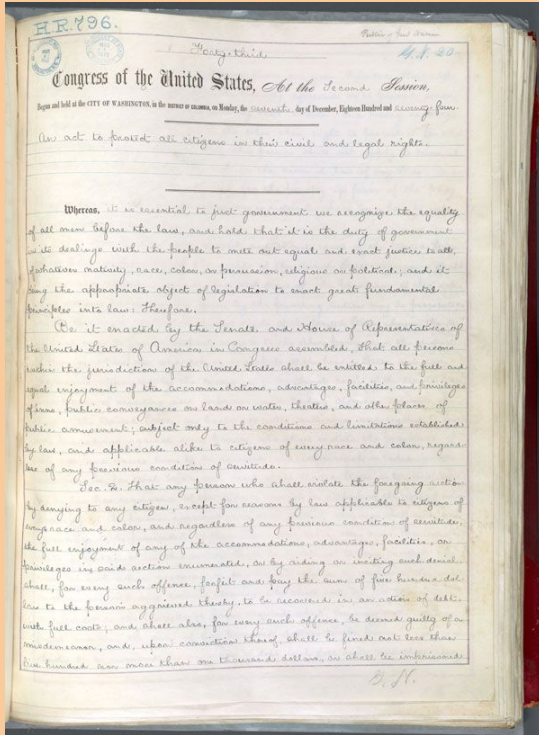 H.R. 796.
Forty-third
G.N. 20.
Congress of the United States, At the Second Session,
Begun and held at the CITY OF WASHINGTON, in the DISTRICT OF COLUMBIA, on Monday, the seventh day of December, Eighteen Hundred and seventy-four.
An act to protect all citizens in their civil and legal rights.
Whereas, it is essential to just government we recognize the equality
of all men before the law, and hold that it is the duty of government
in its dealings with the people to mete out equal and exact justice to all,
of whatever nativity, race, color, or persuasion, religious or political; and it
being the appropriate object of legislation to enact great fundamental
principles into law: Therefore,
Be it enacted by the Senate and House of Representatives of
the United States of America in Congress assembled, That all persons
within the jurisdiction of the United States shall be entitled to the full and
equal enjoyment of the accommodations, advantages, facilities, and privileges
of inns, public conveyances on land or water, theaters, and other places of
public amusement; subject only to the conditions and limitations established
by law, and applicable alike to citizens of every race and color, regard-
less of any previous condition of servitude.
Sec. 2. That any person who shall violate the foregoing section
by denying to any citizen, except for reasons by law applicable to citizens of
every race and color, and regardless of any previous condition of servitude,
the full enjoyment of any of the accommodations, advantages, facilities, or
privileges in said section enumerated, or by aiding or inciting such denial
shall, for every such offence, forfeit and pay the sum of five hundred dol
lars to the person aggrieved thereby, to be recovered in an action of debt,
with full costs; and shall also, for every such offence, be deemed guilty of a
misdemeanor, and, upon conviction thereof, shall be fined not less than
five hundred nor more than one thousand dollars, or shall be imprisoned